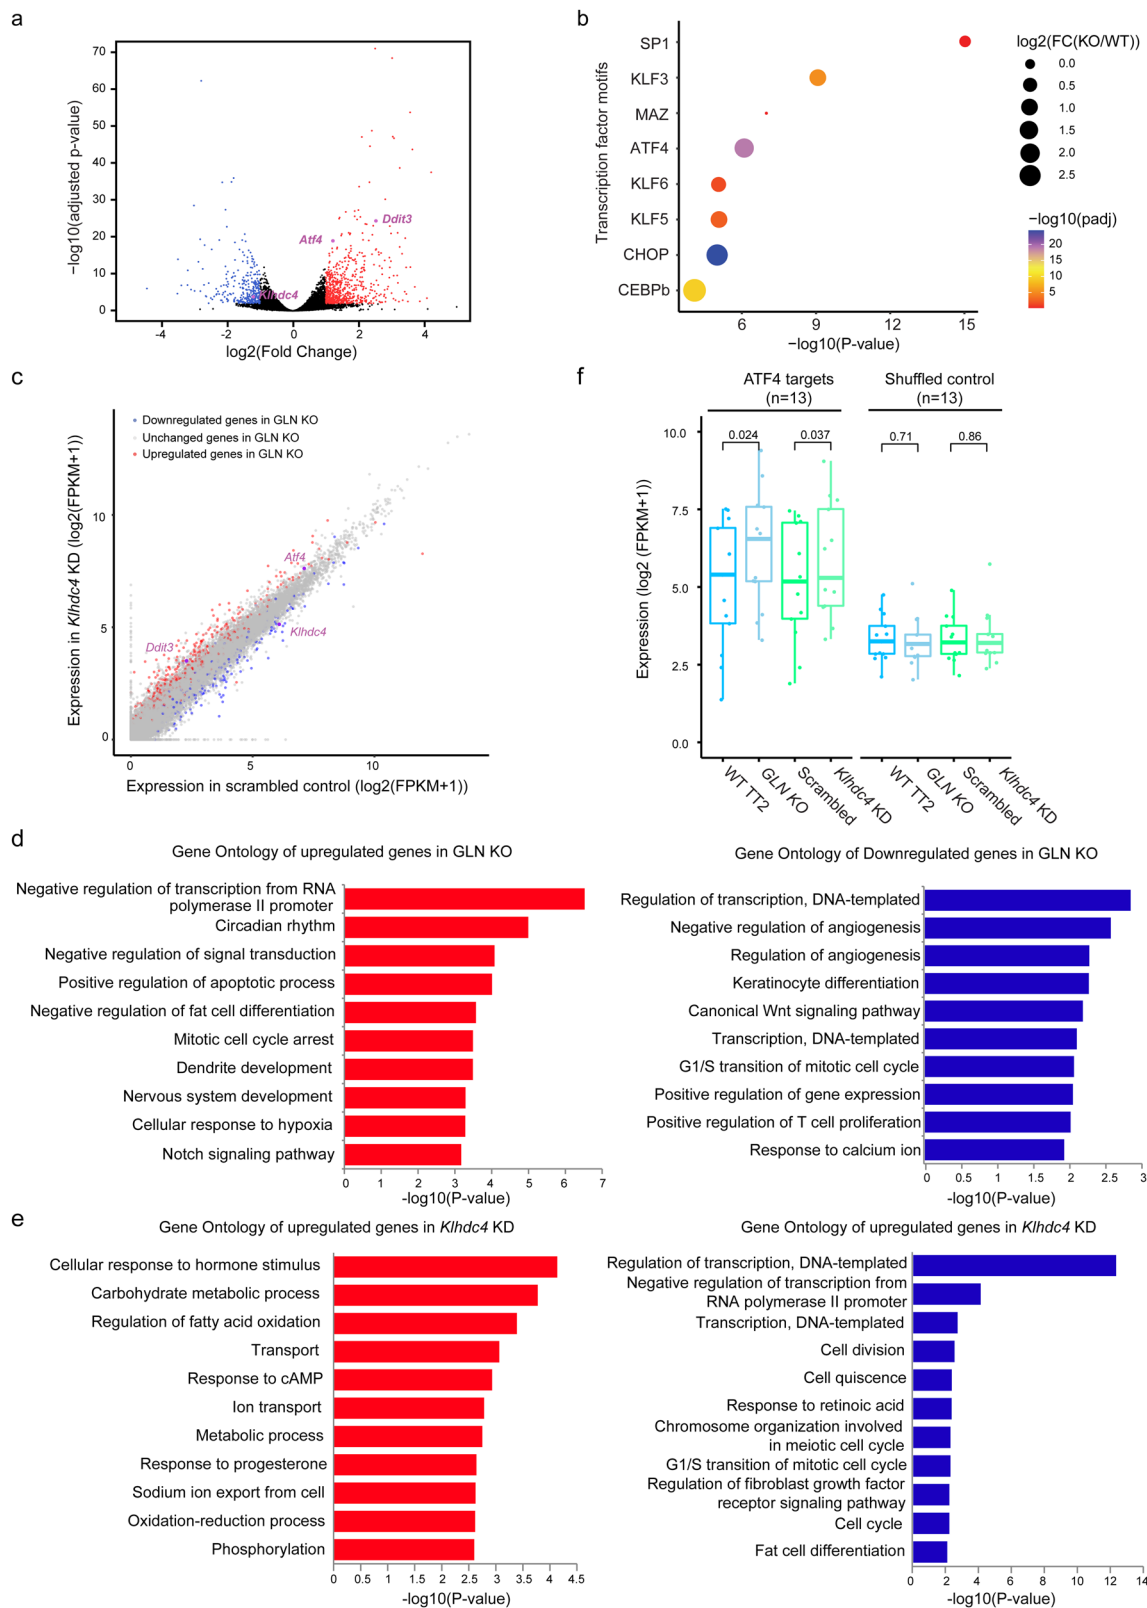 a
70
60
50
40
30
20
10
0
−log10(adjusted p-value)
Ddit3
Atf4
Klhdc4
-4
-2
0
2
4
log2(Fold Change)
b
Transcription factor motifs
SP1
KLF3
MAZ
ATF4
KLF6
KLF5
CHOP
CEBPb
6
9
12
15
−log10(P-value)
log2(FC(KO/WT))
0.0
0.5
1.0
1.5
2.0
2.5
−log10(padj)
20
15
10
5
c
Downregulated genes in GLN KO
Unchanged genes in GLN KO
Upregulated genes in GLN KO
Expression in Klhdc4 KD (log2(FPKM+1))
10
5
0
Atf4
Klhdc4
Ddit3
0
5
10
Expression in scrambled control (log2(FPKM+1))
f
ATF4 targets
(n=13)
Shuffled control
(n=13)
Expression (log2 (FPKM+1))
10.0
7.5
5.0
2.5
0.0
0.024
0.037
0.71
0.86
WT TT2
GLN KO
Scrambled
Klhdc4 KD
WT TT2
GLN KO
Scrambled
Klhdc4 KD
d
Gene Ontology of upregulated genes in GLN KO
Negative regulation of transcription from RNA
polymerase II promoter
Circadian rhythm
Negative regulation of signal transduction
Positive regulation of apoptotic process
Negative regulation of fat cell differentiation
Mitotic cell cycle arrest
Dendrite development
Nervous system development
Cellular response to hypoxia
Notch signaling pathway
0 1 2 3 4 5 6 7
-log10(P-value)
Gene Ontology of Downregulated genes in GLN KO
Regulation of transcription, DNA-templated
Negative regulation of angiogenesis
Regulation of angiogenesis
Keratinocyte differentiation
Canonical Wnt signaling pathway
Transcription, DNA-templated
G1/S transition of mitotic cell cycle
Positive regulation of gene expression
Positive regulation of T cell proliferation
Response to calcium ion
0 0.5 1 1.5 2 2.5 3
-log10(P-value)
e
Gene Ontology of upregulated genes in Klhdc4 KD
Cellular response to hormone stimulus
Carbohydrate metabolic process
Regulation of fatty acid oxidation
Transport
Response to cAMP
Ion transport
Metabolic process
Response to progesterone
Sodium ion export from cell
Oxidation-reduction process
Phosphorylation
0 0.5 1 1.5 2 2.5 3 3.5 4 4.5
-log10(P-value)
Gene Ontology of upregulated genes in Klhdc4 KD
Regulation of transcription, DNA-templated
Negative regulation of transcription from
RNA polymerase II promoter
Transcription, DNA-templated
Cell division
Cell quiscence
Response to retinoic acid
Chromosome organization involved
in meiotic cell cycle
G1/S transition of mitotic cell cycle
Regulation of fibroblast growth factor
receptor signaling pathway
Cell cycle
Fat cell differentiation
0 2 4 6 8 10 12 14
-log10(P-value)